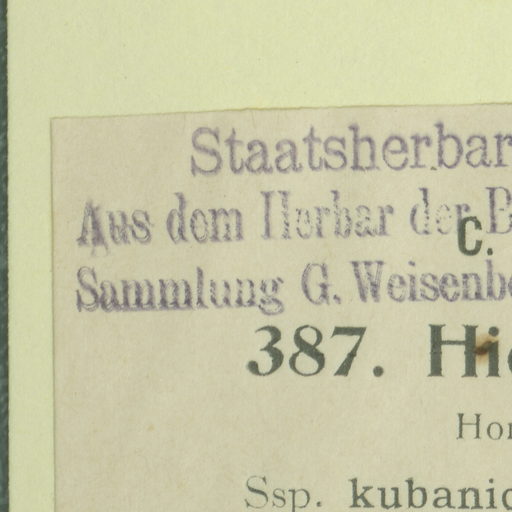 Staatsherbar
Aus dem Herbar der B
C.
Sammlung G. Weisenb
387. Hi
Hor
Ssp. kubani